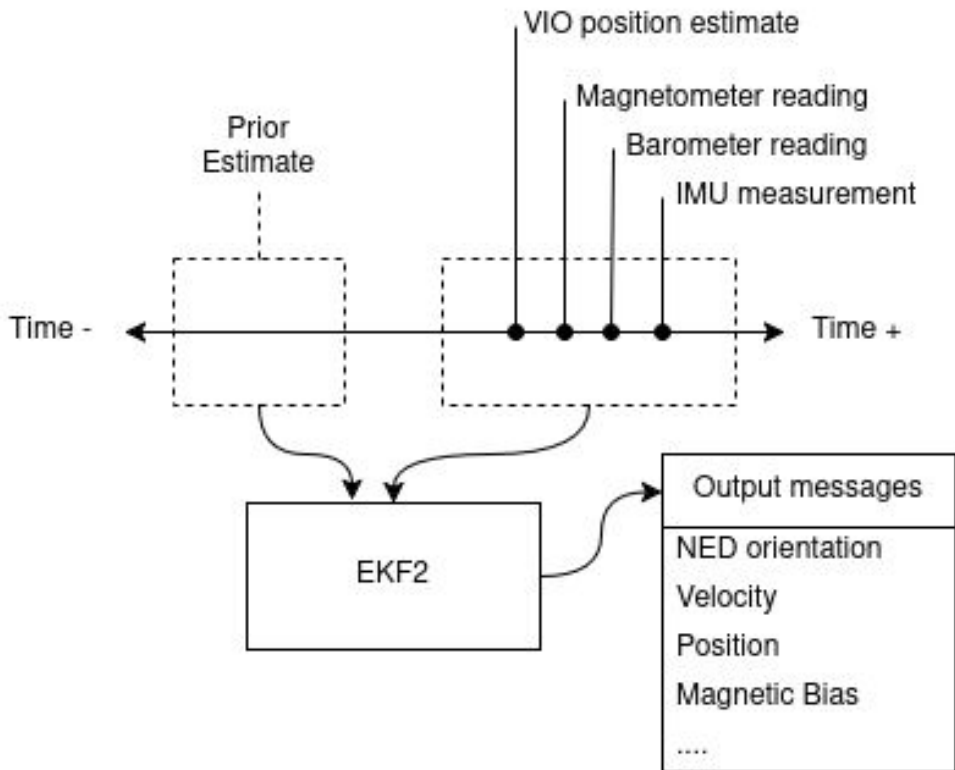 VIO position estimate
Magnetometer reading
Prior
Estimate
Barometer reading
IMU measurement
Time -
Time +
Output messages
EKF2
NED orientation
Velocity
Position
Magnetic Bias
....